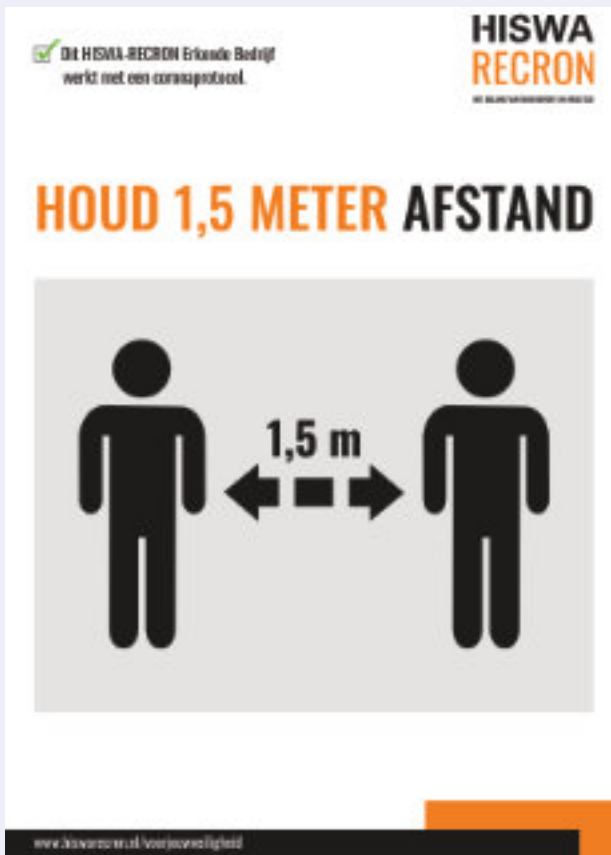 Dit HISWA-RECRON Erkende Bedrijf
werkt met een coronaprotocol.
HISWA
RECRON
HOUD 1,5 METER AFSTAND
1,5 m
www.hiswarecron.nl/voorjouwveiligheid